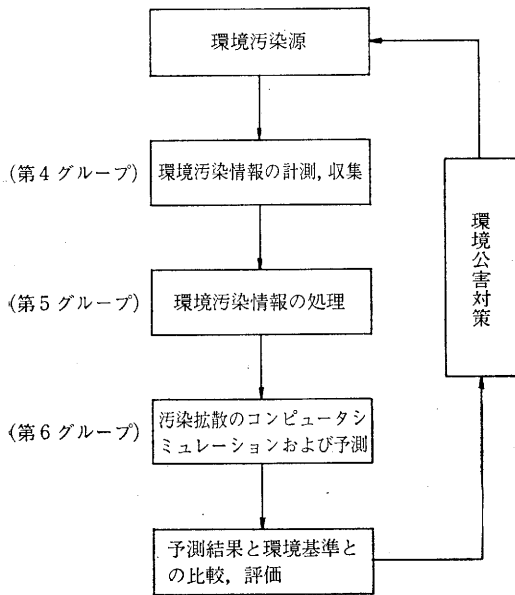 環境汚染源
(第4グループ)
環境汚染情報の計測, 収集
(第5グループ)
環境汚染情報の処理
(第6グループ)
汚染拡散のコンピュータシ
ミュレーションおよび予測
予測結果と環境基準と
の比較, 評価
環境公害対策